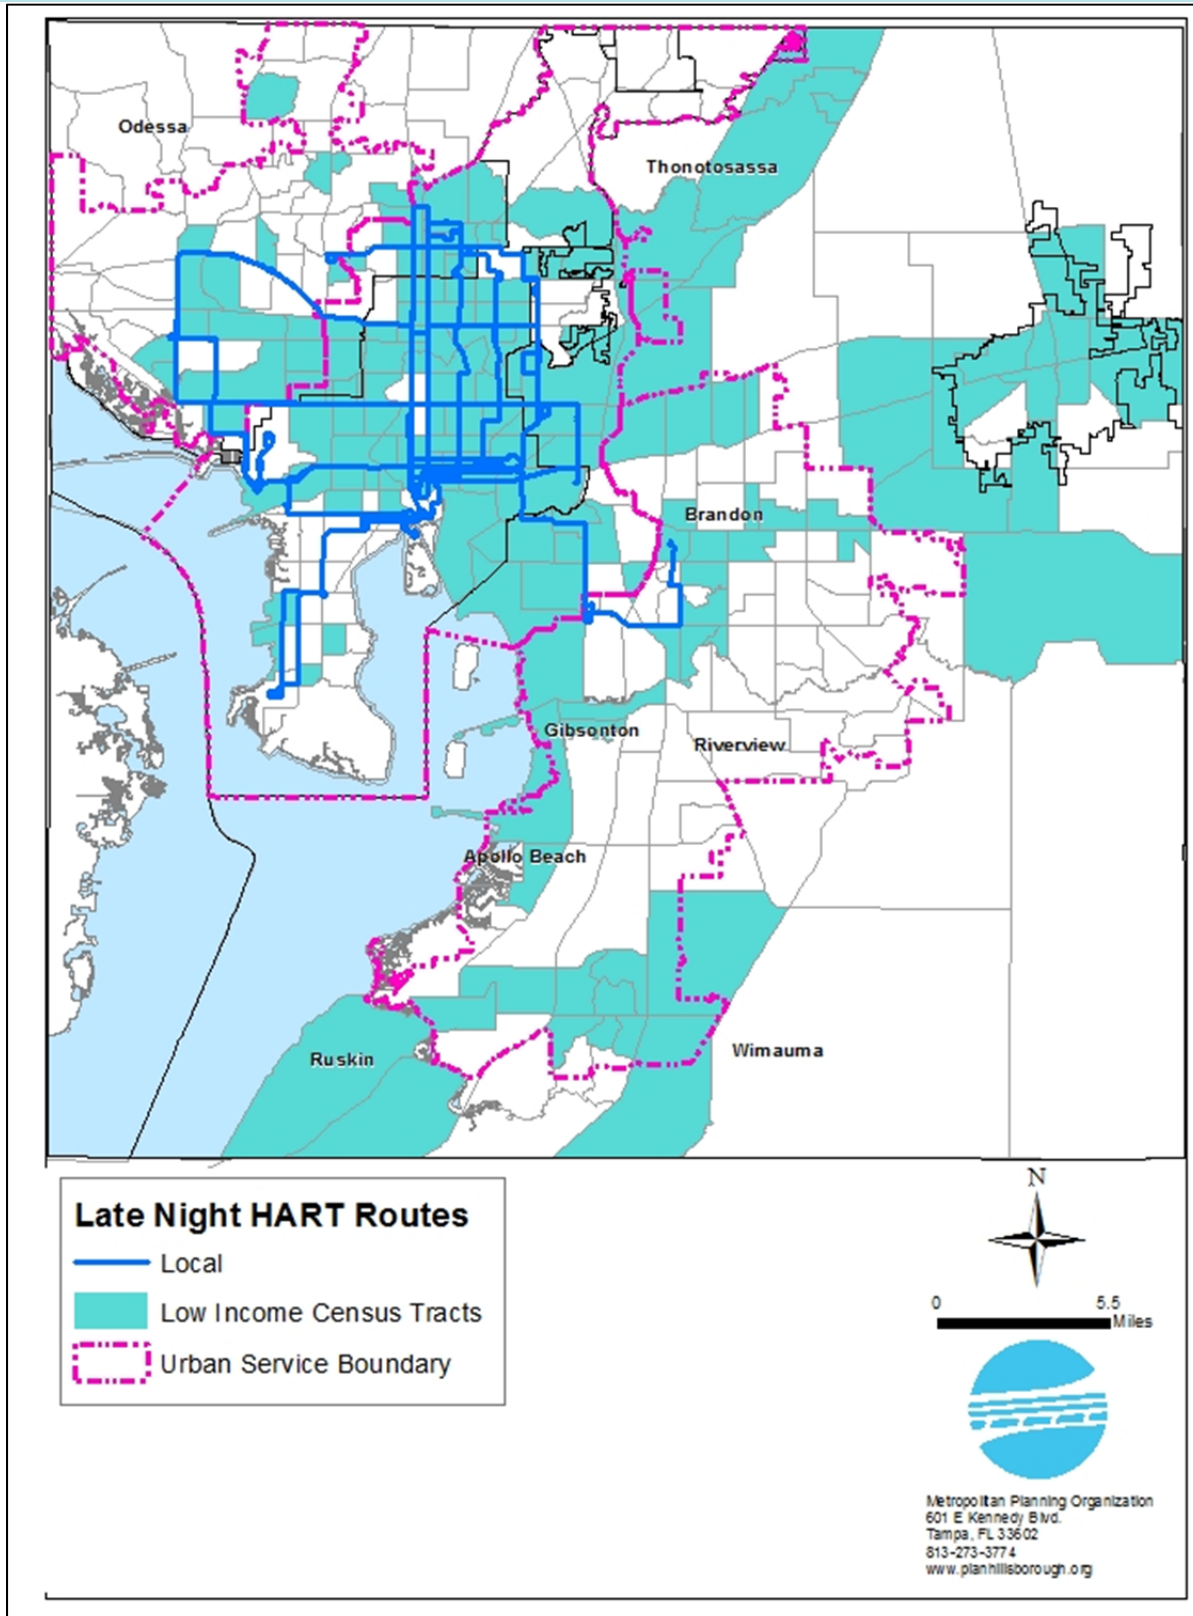 Odessa
Thonotosassa
Brandon
Gibsonton
Riverview
Apollo Beach
Ruskin
Wimauma
Late Night HART Routes
Local
Low Income Census Tracts
Urban Service Boundary
N
0 5.5
Miles
Metropolitan Planning Organization
601 E Kennedy Blvd.
Tampa, FL 33602
813-273-3774
www.planhillsborough.org